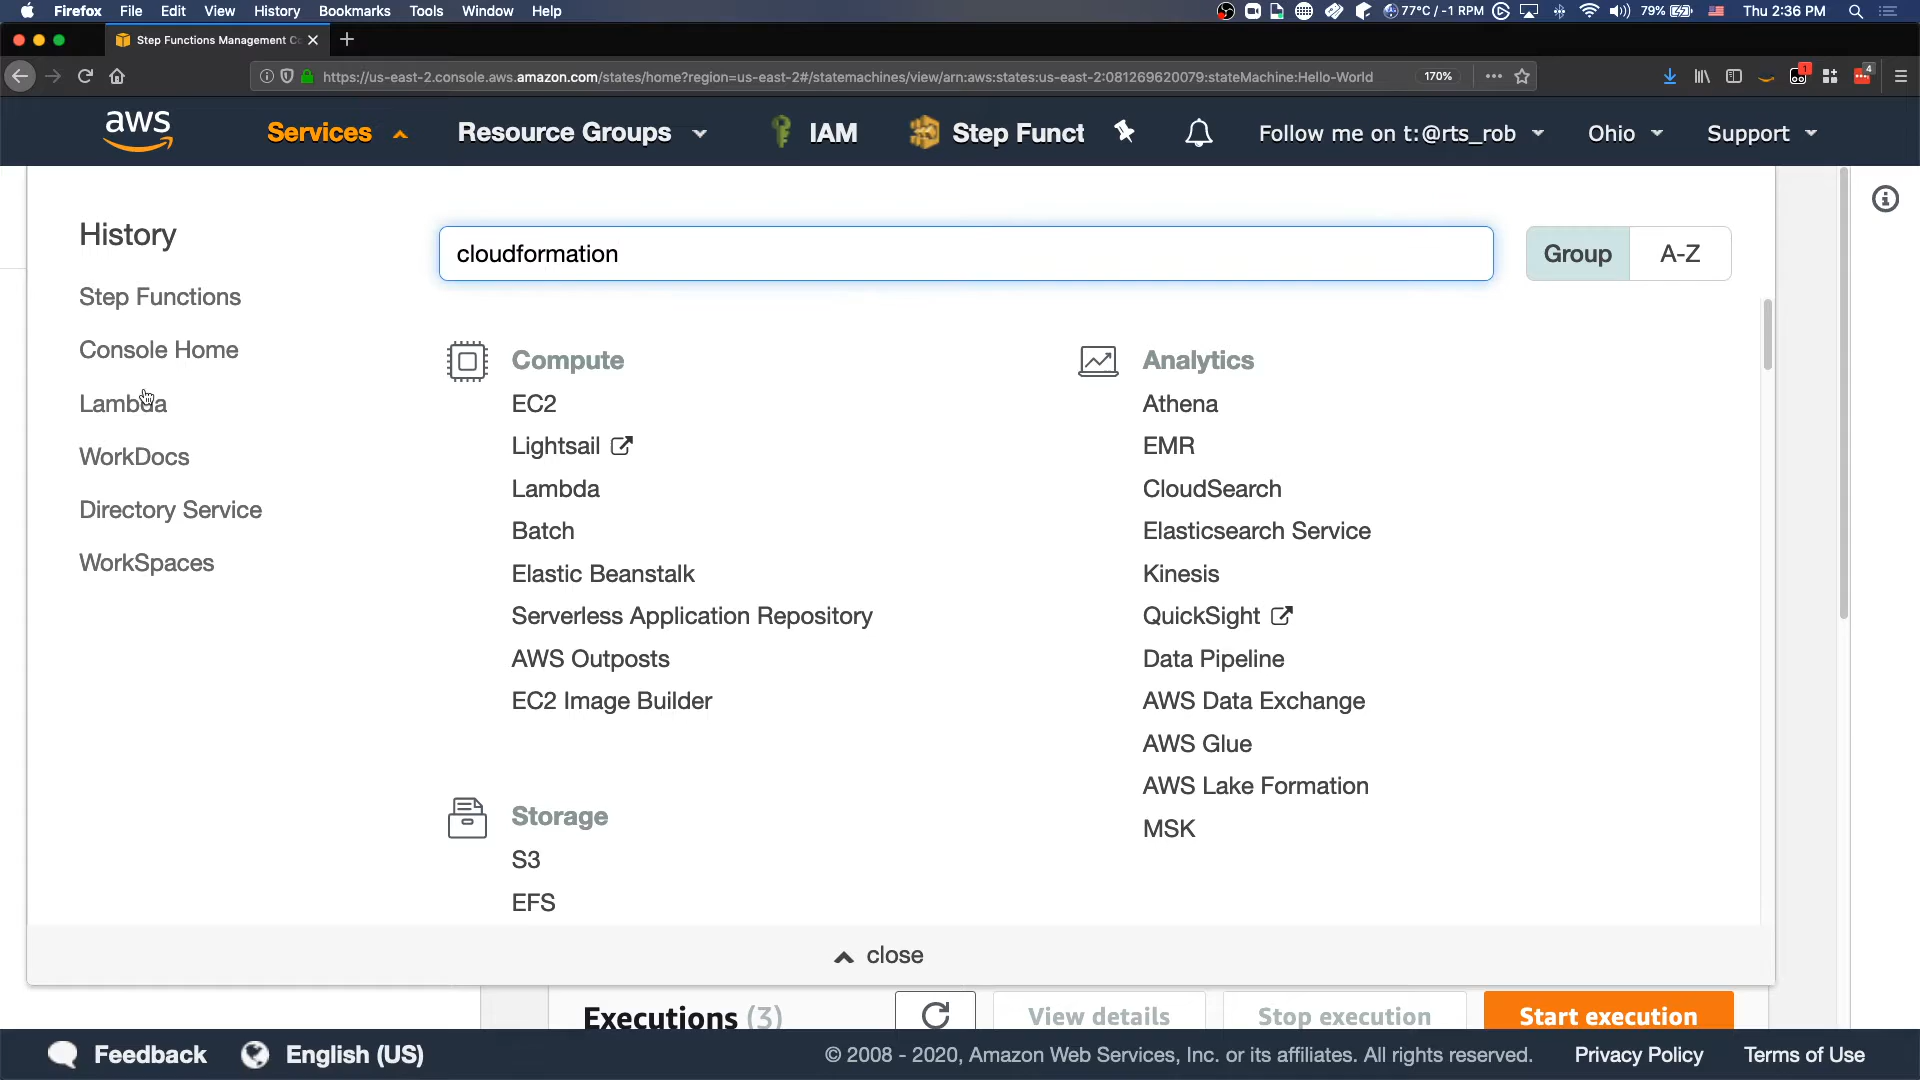 Firefox File Edit View History Bookmarks Tools Window Help 77°C / -1 RPM 79% Thu 2:36 PM
Step Functions Management C
https://us-east-2.console.aws.amazon.com/states/home?region=us-east-2#/statemachines/view/arn:aws:states:us-east-2:081269620079:stateMachine:Hello-World 170% 1 4
aws Services Resource Groups IAM Step Funct Follow me on t:@rts_rob Ohio Support
History
Step Functions
Console Home
Lambda
WorkDocs
Directory Service
WorkSpaces
cloudformation
Group A-Z
Compute
EC2
Lightsail
Lambda
Batch
Elastic Beanstalk
Serverless Application Repository
AWS Outposts
EC2 Image Builder
Storage
S3
EFS
Analytics
Athena
EMR
CloudSearch
Elasticsearch Service
Kinesis
QuickSight
Data Pipeline
AWS Data Exchange
AWS Glue
AWS Lake Formation
MSK
close
Executions (3) View details Stop execution Start execution
Feedback English (US) © 2008 - 2020, Amazon Web Services, Inc. or its affiliates. All rights reserved. Privacy Policy Terms of Use